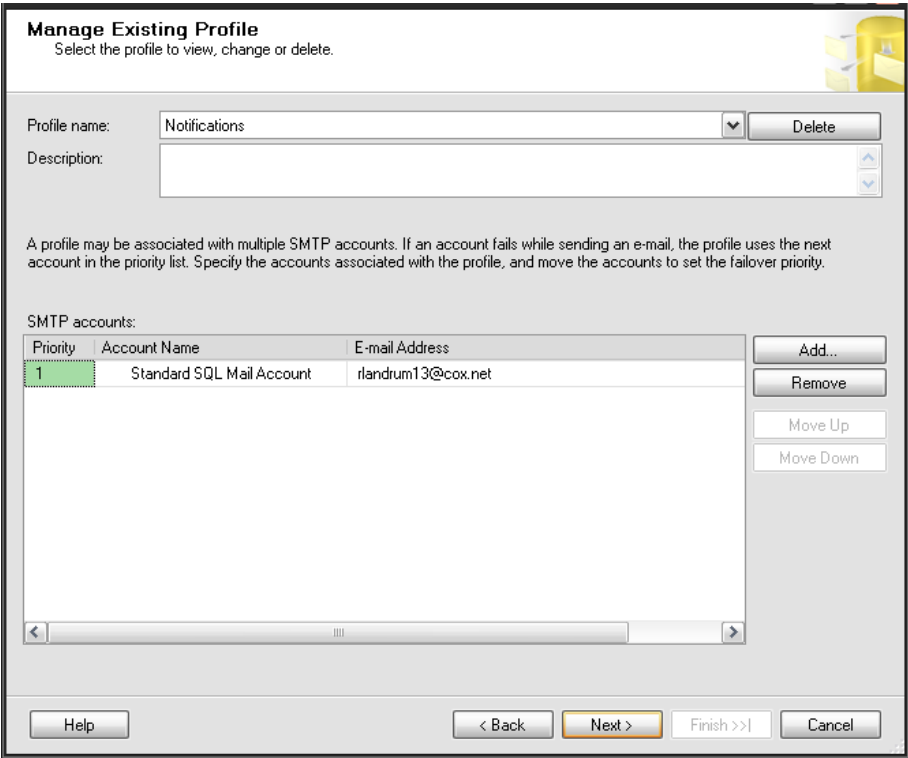 Manage Existing Profile
Select the profile to view, change or delete.
Profile name: Notifications Delete
Description:
A profile may be associated with multiple SMTP accounts. If an account fails while sending an e-mail, the profile uses the next
account in the priority list. Specify the accounts associated with the profile, and move the accounts to set the failover priority.
SMTP accounts:
Priority Account Name E-mail Address Add...
1 Standard SQL Mail Account rlandrum13@cox.net Remove
Move Up
Move Down
Help < Back Next > Finish >>| Cancel